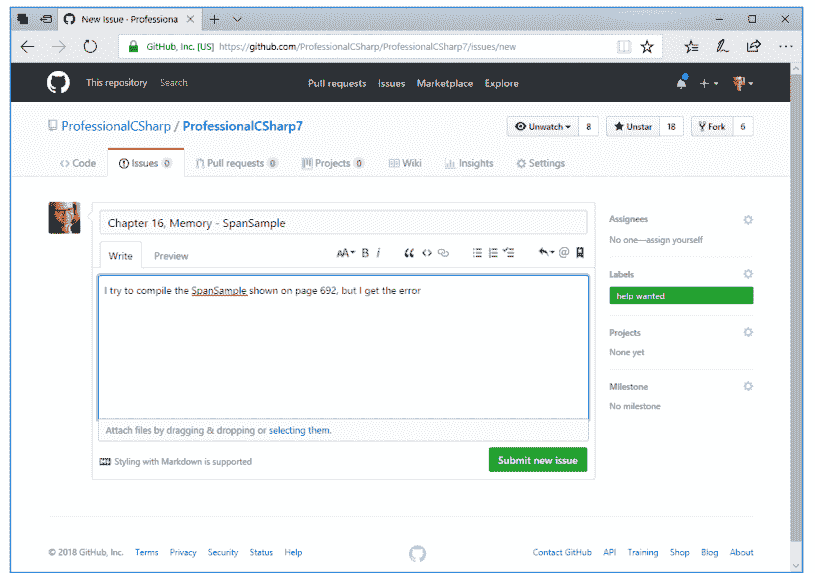 New Issue · Professiona
GitHub, Inc. [US] https://github.com/ProfessionalCSharp/ProfessionalCSharp7/issues/new
This repository Search Pull requests Issues Marketplace Explore
ProfessionalCSharp / ProfessionalCSharp7 Unwatch 8 Unstar 18 Fork 6
Code Issues 0 Pull requests 0 Projects 0 Wiki Insights Settings
Chapter 16, Memory - SpanSample
Write Preview AA B i
I try to compile the SpanSample shown on page 692, but I get the error
Attach files by dragging & dropping or selecting them.
Styling with Markdown is supported
Submit new issue
Assignees
No one—assign yourself
Labels
help wanted
Projects
None yet
Milestone
No milestone
© 2018 GitHub, Inc. Terms Privacy Security Status Help Contact GitHub API Training Shop Blog About